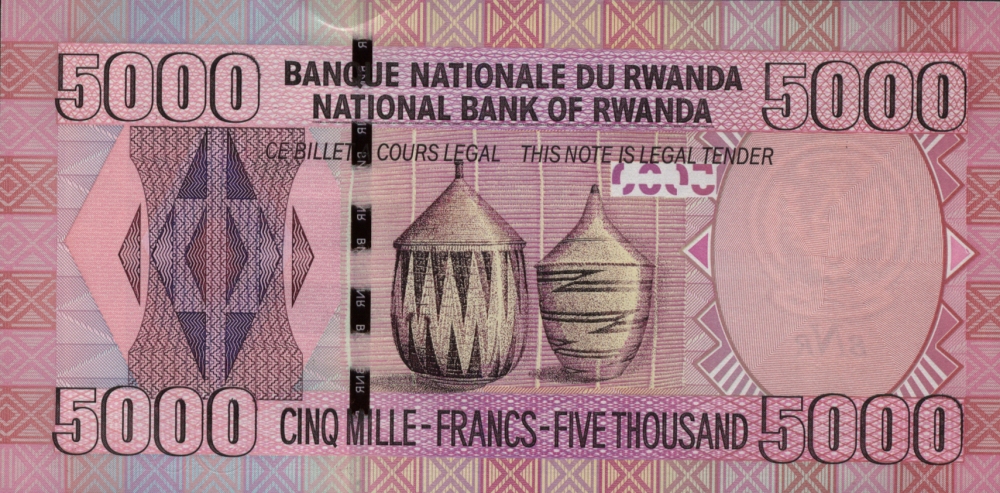 5000 BANQUE NATIONALE DU RWANDA 5000
NATIONAL BANK OF RWANDA
CE BILLET COURS LEGAL THIS NOTE IS LEGAL TENDER
BNR
5000 CINQ MILLE-FRANCS-FIVE THOUSAND 5000